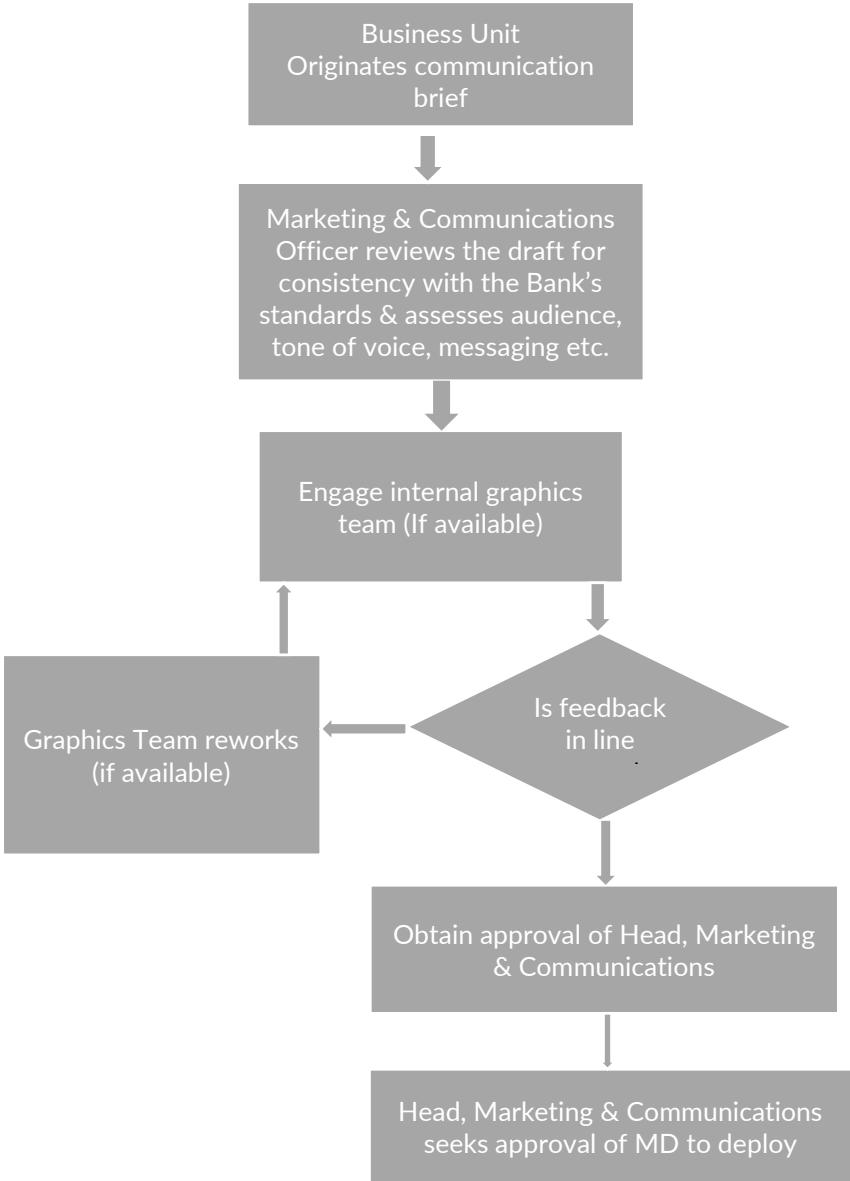 Business Unit
Originates communication
brief
Marketing & Communications
Officer reviews the draft for
consistency with the Bank’s
standards & assesses audience,
tone of voice, messaging etc.
Engage internal graphics
team (If available)
Is feedback
in line
.
Graphics Team reworks
(if available)
Obtain approval of Head, Marketing
& Communications
Head, Marketing & Communications
seeks approval of MD to deploy